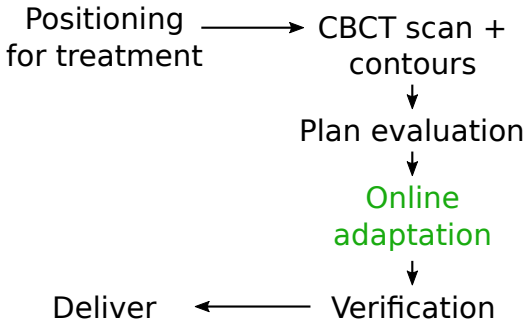 Positioning
for treatment
CBCT scan +
contours
Plan evaluation
Online
adaptation
Verification
Deliver